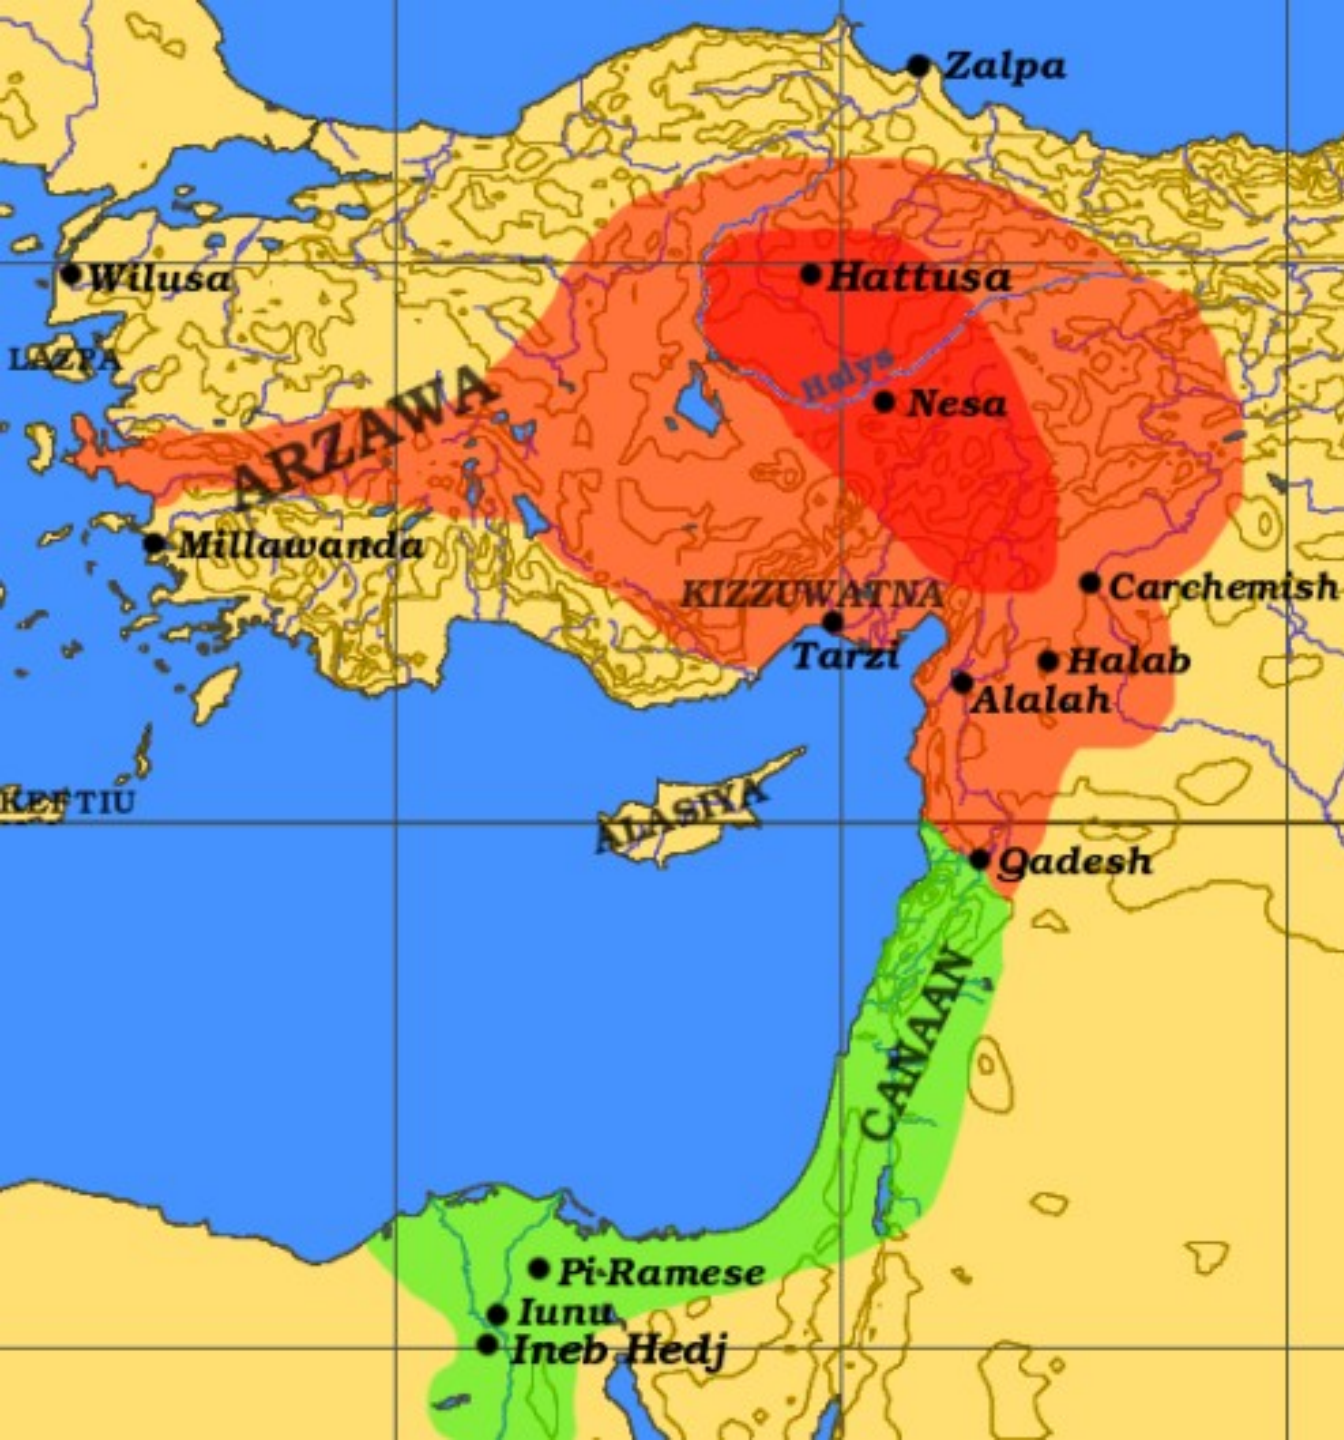 Zalpa
Wilusa
Hattusa
LAZPA
Halys
ARZAWA
Nesa
Millawanda
KIZZUWATNA
Carchemish
Tarzi
Halab
Alalah
KEFTIU
ALASIYA
Qadesh
CANAAN
Pi-Ramese
Iunu
Ineb Hedj